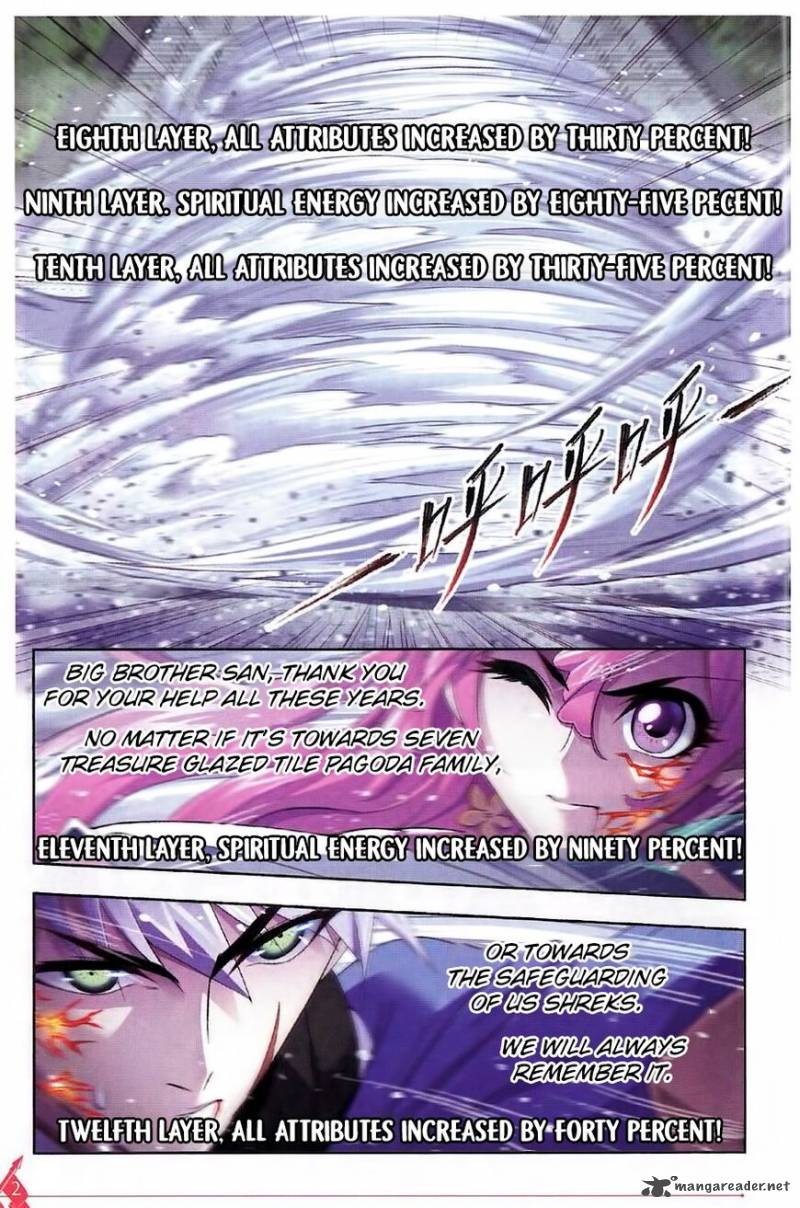 EIGHTH LAYER, ALL ATTRIBUTES INCREASED BY THIRTY PERCENT!
NINTH LAYER. SPIRITUAL ENERGY INCREASED BY EIGHTY-FIVE PECENT!
TENTH LAYER, ALL ATTRIBUTES INCREASED BY THIRTY-FIVE PERCENT!
呼呼呼
BIG BROTHER SAN, THANK YOU
FOR YOUR HELP ALL THESE YEARS.
NO MATTER IF IT'S TOWARDS SEVEN
TREASURE GLAZED TILE PAGODA FAMILY,
ELEVENTH LAYER, SPIRITUAL ENERGY INCREASED BY NINETY PERCENT!
OR TOWARDS
THE SAFEGUARDING
OF US SHREKS.
WE WILL ALWAYS
REMEMBER IT.
TWELFTH LAYER, ALL ATTRIBUTES INCREASED BY FORTY PERCENT!
2
mangareader.net